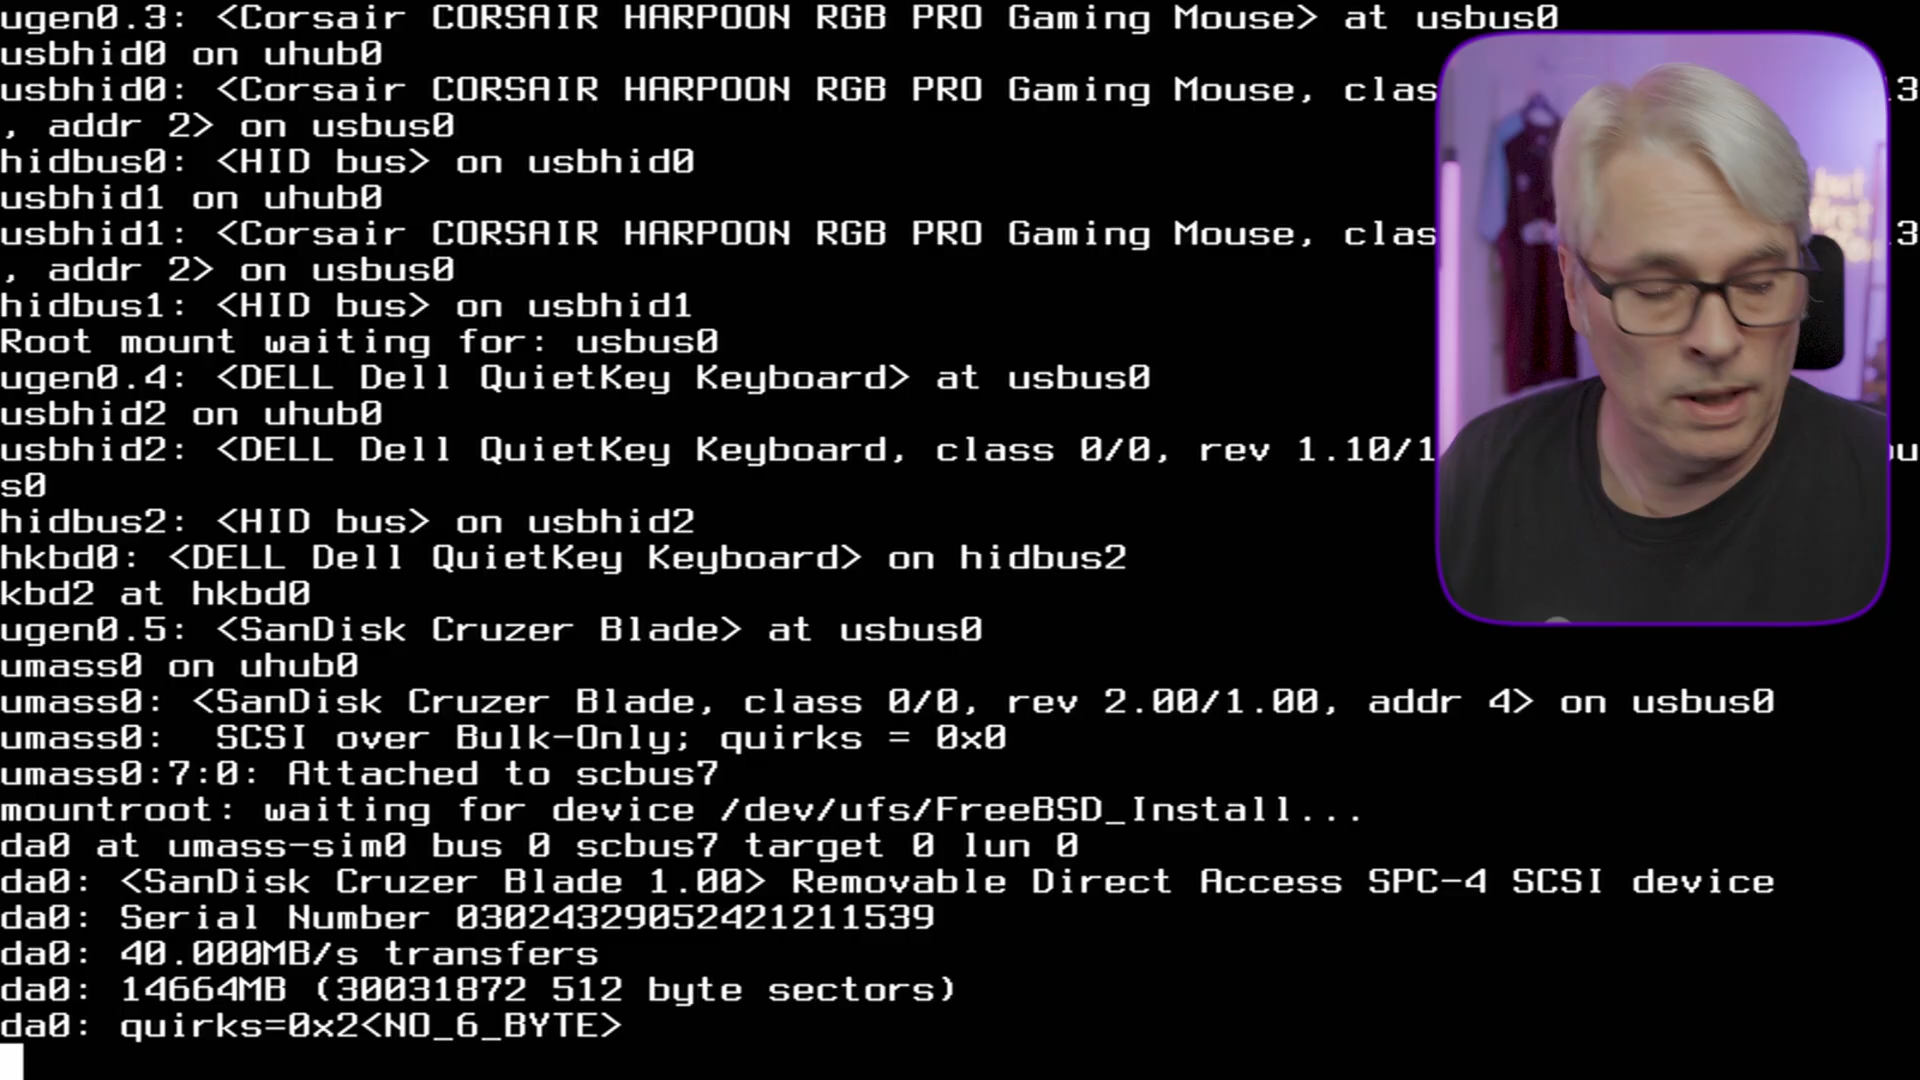 ugen0.3: <Corsair CORSAIR HARPOON RGB PRO Gaming Mouse> at usbus0
usbhid0 on uhub0
usbhid0: <Corsair CORSAIR HARPOON RGB PRO Gaming Mouse, clas 3
, addr 2> on usbus0
hidbus0: <HID bus> on usbhid0
usbhid1 on uhub0
usbhid1: <Corsair CORSAIR HARPOON RGB PRO Gaming Mouse, clas 3
, addr 2> on usbus0
hidbus1: <HID bus> on usbhid1
Root mount waiting for: usbus0
ugen0.4: <DELL Dell QuietKey Keyboard> at usbus0
usbhid2 on uhub0
usbhid2: <DELL Dell QuietKey Keyboard, class 0/0, rev 1.10/1 bu
s0
hidbus2: <HID bus> on usbhid2
hkbd0: <DELL Dell QuietKey Keyboard> on hidbus2
kbd2 at hkbd0
ugen0.5: <SanDisk Cruzer Blade> at usbus0
umass0 on uhub0
umass0: <SanDisk Cruzer Blade, class 0/0, rev 2.00/1.00, addr 4> on usbus0
umass0:  SCSI over Bulk-Only; quirks = 0x0
umass0:7:0: Attached to scbus7
mountroot: waiting for device /dev/ufs/FreeBSD_Install...
da0 at umass-sim0 bus 0 scbus7 target 0 lun 0
da0: <SanDisk Cruzer Blade 1.00> Removable Direct Access SPC-4 SCSI device
da0: Serial Number 03024329052421211539
da0: 40.000MB/s transfers
da0: 14664MB (30031872 512 byte sectors)
da0: quirks=0x2<NO_6_BYTE>
but
first